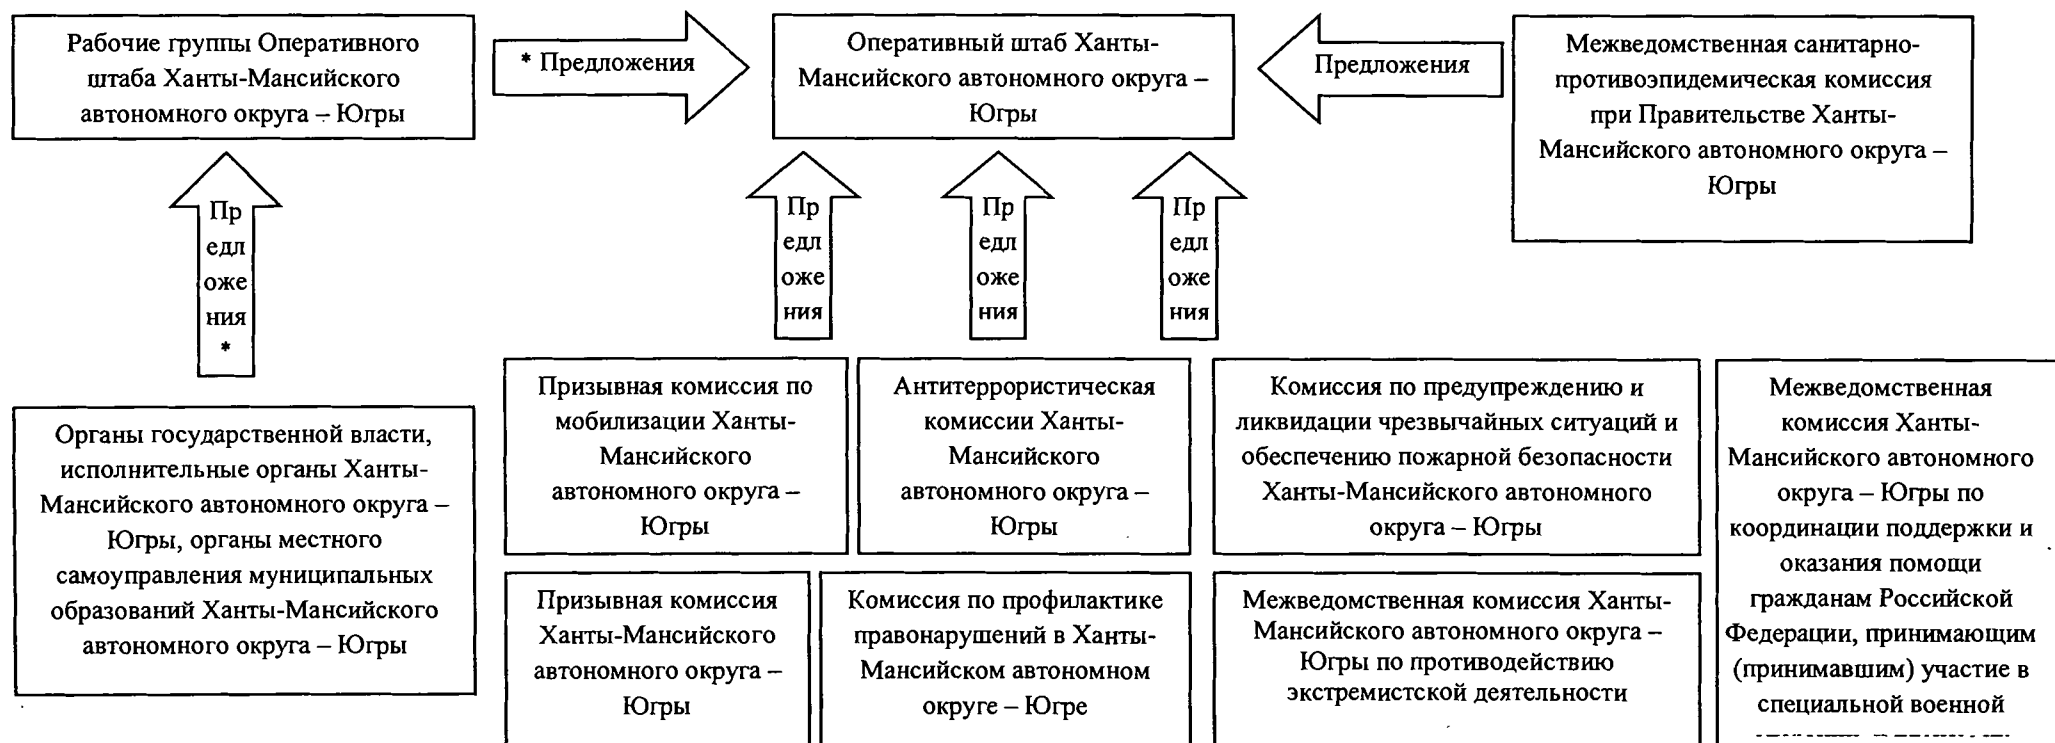 Рабочие группы Оперативного
штаба Ханты-Мансийского
автономного округа – Югры
* Предложения
Оперативный штаб Ханты-
Мансийского автономного округа –
Югры
Предложения
Межведомственная санитарно-
противоэпидемическая комиссия
при Правительстве Ханты-
Мансийского автономного округа –
Югры
Пр
едл
оже
ния
*
Пр
едл
оже
ния
Пр
едл
оже
ния
Пр
едл
оже
ния
Органы государственной власти,
исполнительные органы Ханты-
Мансийского автономного округа –
Югры, органы местного
самоуправления муниципальных
образований Ханты-Мансийского
автономного округа – Югры
Призывная комиссия по
мобилизации Ханты-
Мансийского
автономного округа –
Югры
Антитеррористическая
комиссии Ханты-
Мансийского
автономного округа –
Югры
Комиссия по предупреждению и
ликвидации чрезвычайных ситуаций и
обеспечению пожарной безопасности
Ханты-Мансийского автономного
округа – Югры
Межведомственная
комиссия Ханты-
Мансийского автономного
округа – Югры по
координации поддержки и
оказания помощи
гражданам Российской
Федерации, принимающим
(принимавшим) участие в
специальной военной
Призывная комиссия
Ханты-Мансийского
автономного округа –
Югры
Комиссия по профилактике
правонарушений в Ханты-
Мансийском автономном
округе – Югре
Межведомственная комиссия Ханты-
Мансийского автономного округа –
Югры по противодействию
экстремистской деятельности